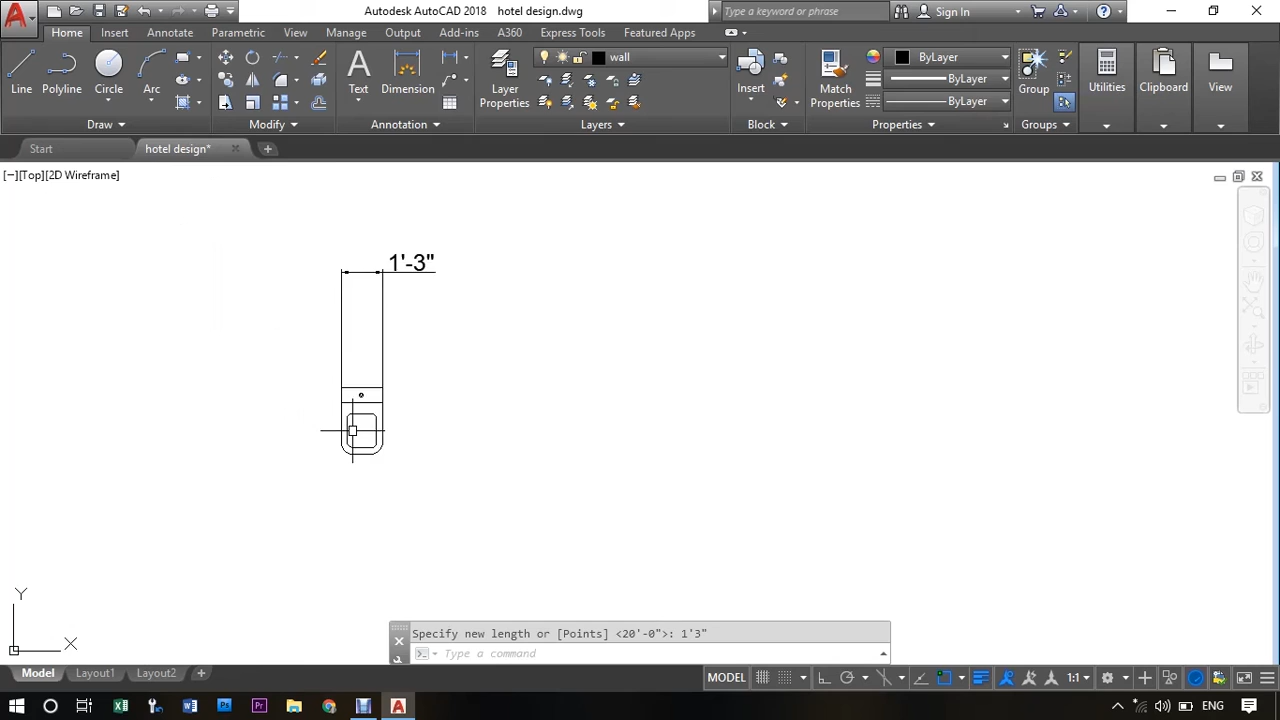 Autodesk AutoCAD 2018 hotel design.dwg
Type a keyword or phrase
Sign In
Home Insert Annotate Parametric View Manage Output Add-ins A360 Express Tools Featured Apps
wall
ByLayer
ByLayer
ByLayer
Line Polyline Circle Arc Text Dimension Layer Properties Insert Match Properties Group Utilities Clipboard View
Draw Modify Annotation Layers Block Properties Groups
Start hotel design*
[−][Top][2D Wireframe]
1'-3"
Y
X
Specify new length or [Points] <20'-0">: 1'3"
Type a command
Model Layout1 Layout2
MODEL 1:1
ENG